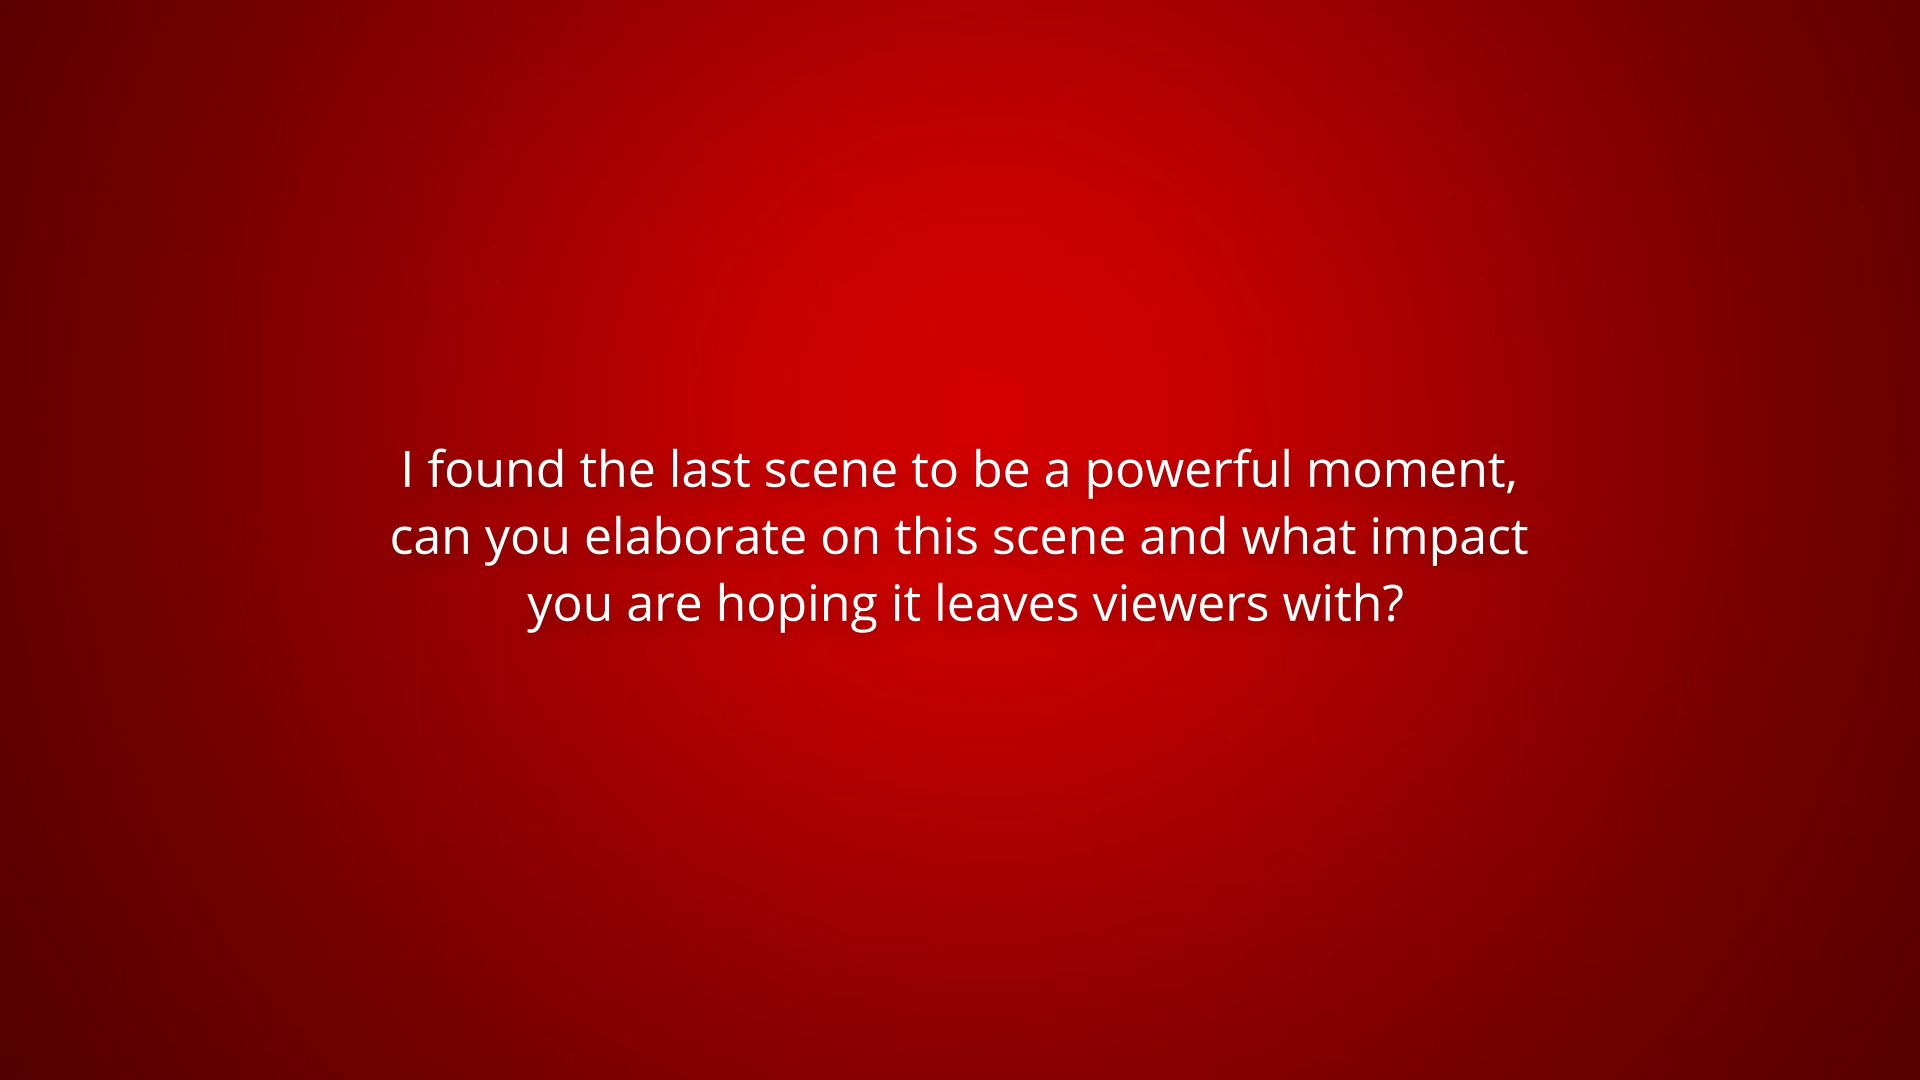 I found the last scene to be a powerful moment,
can you elaborate on this scene and what impact
you are hoping it leaves viewers with?